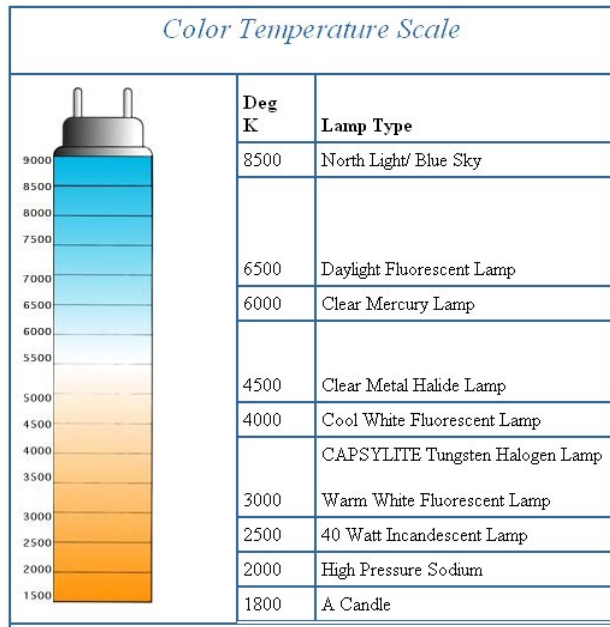 Color Temperature Scale
Deg
K
Lamp Type
8500 North Light/ Blue Sky
6500 Daylight Fluorescent Lamp
6000 Clear Mercury Lamp
4500 Clear Metal Halide Lamp
4000 Cool White Fluorescent Lamp
CAPSYLITE Tungsten Halogen Lamp
3000 Warm White Fluorescent Lamp
2500 40 Watt Incandescent Lamp
2000 High Pressure Sodium
1800 A Candle
9000
8500
8000
7500
7000
6500
6000
5500
5000
4500
4000
3500
3000
2500
2000
1500